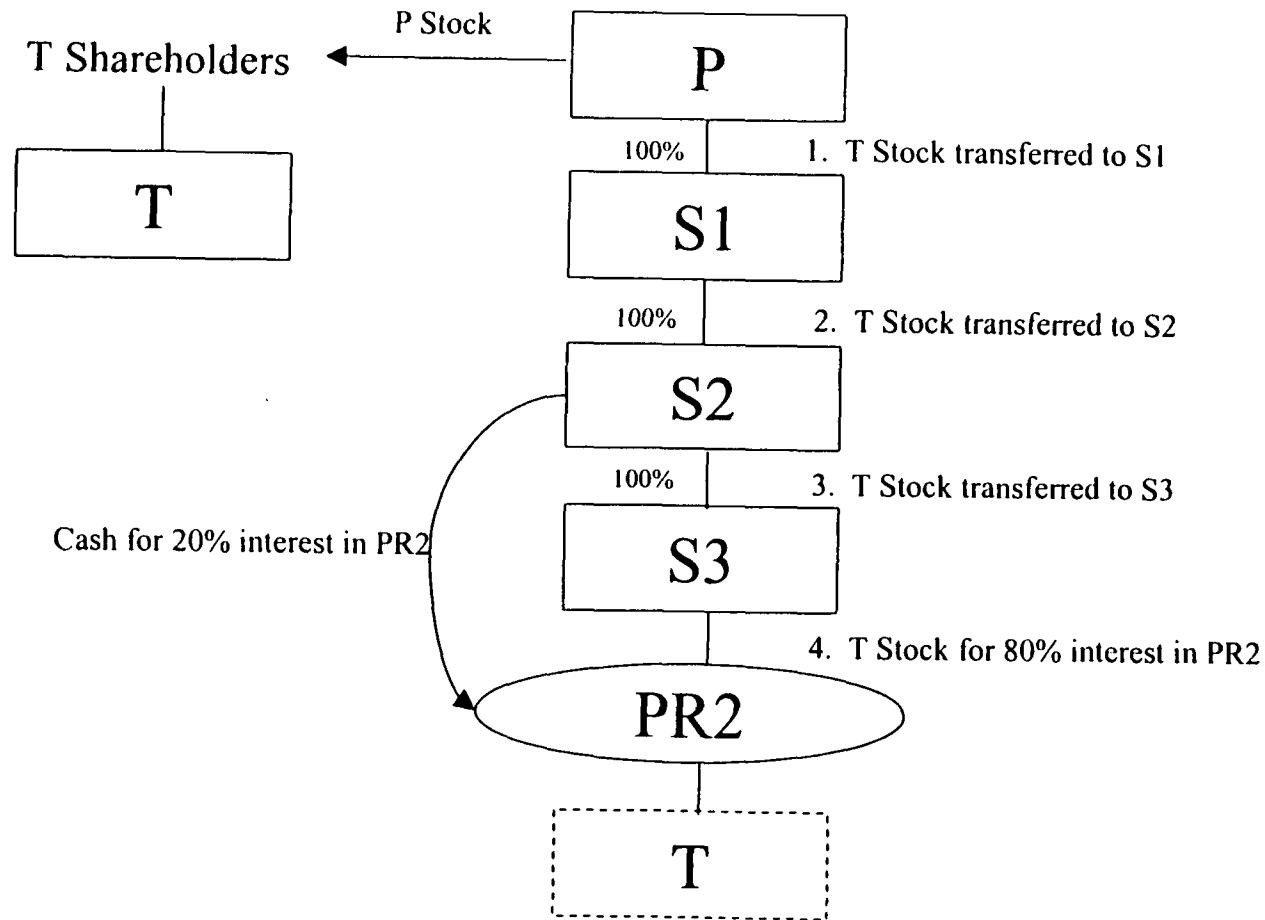 P Stock
T Shareholders
P
T
100%
1. T Stock transferred to S1
S1
100%
2. T Stock transferred to S2
S2
100%
3. T Stock transferred to S3
Cash for 20% interest in PR2
S3
4. T Stock for 80% interest in PR2
PR2
T